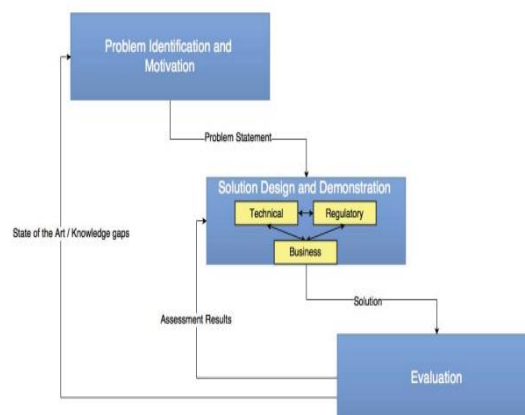 Problem Identification and
Motivation
Problem Statement
Solution Design and Demonstration
Technical
Regulatory
Business
State of the Art / Knowledge gaps
Solution
Assessment Results
Evaluation